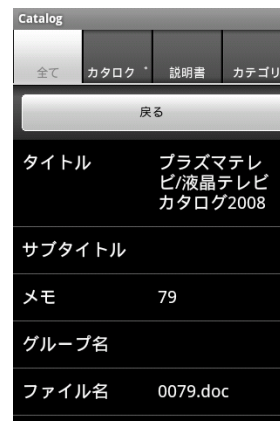 Catalog
全て カタログ 説明書 カテゴリ
戻る
タイトル プラズマテレ
ビ/液晶テレビ
カタログ2008
サブタイトル
メモ 79
グループ名
ファイル名 0079.doc